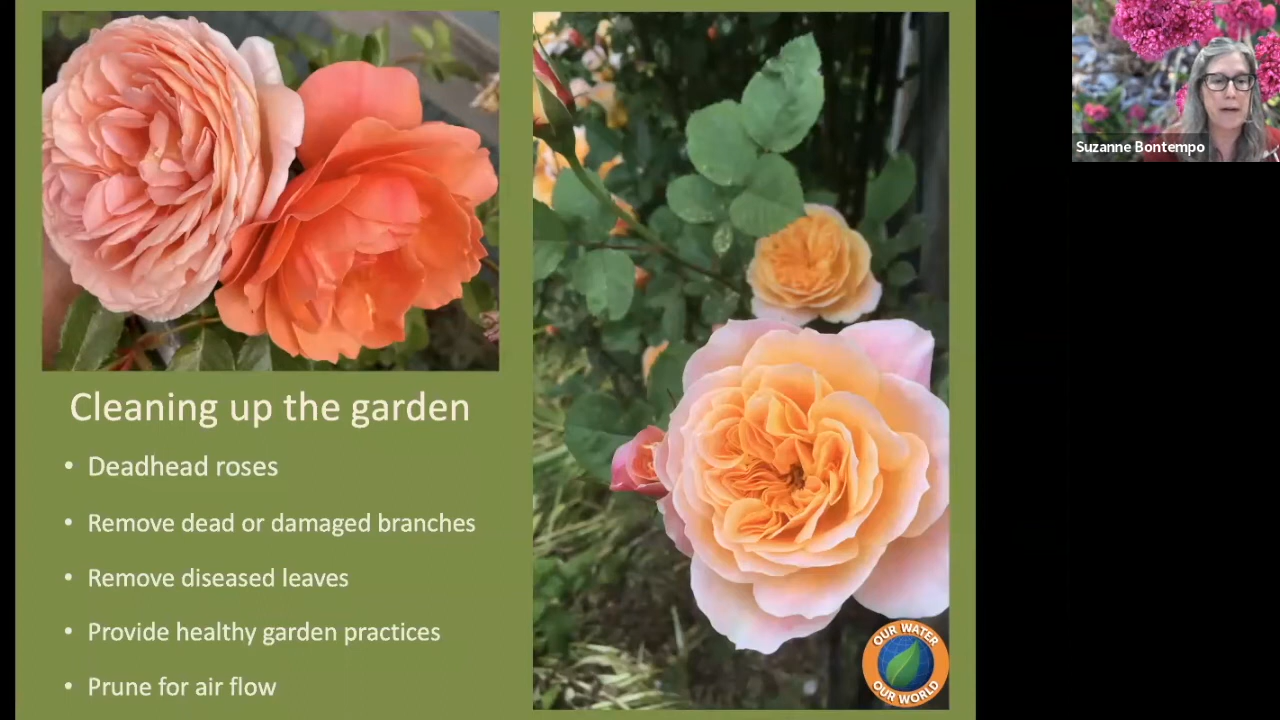 Suzanne Bontempo
Cleaning up the garden
• Deadhead roses
• Remove dead or damaged branches
• Remove diseased leaves
• Provide healthy garden practices
• Prune for air flow
OUR WATER
OUR WORLD